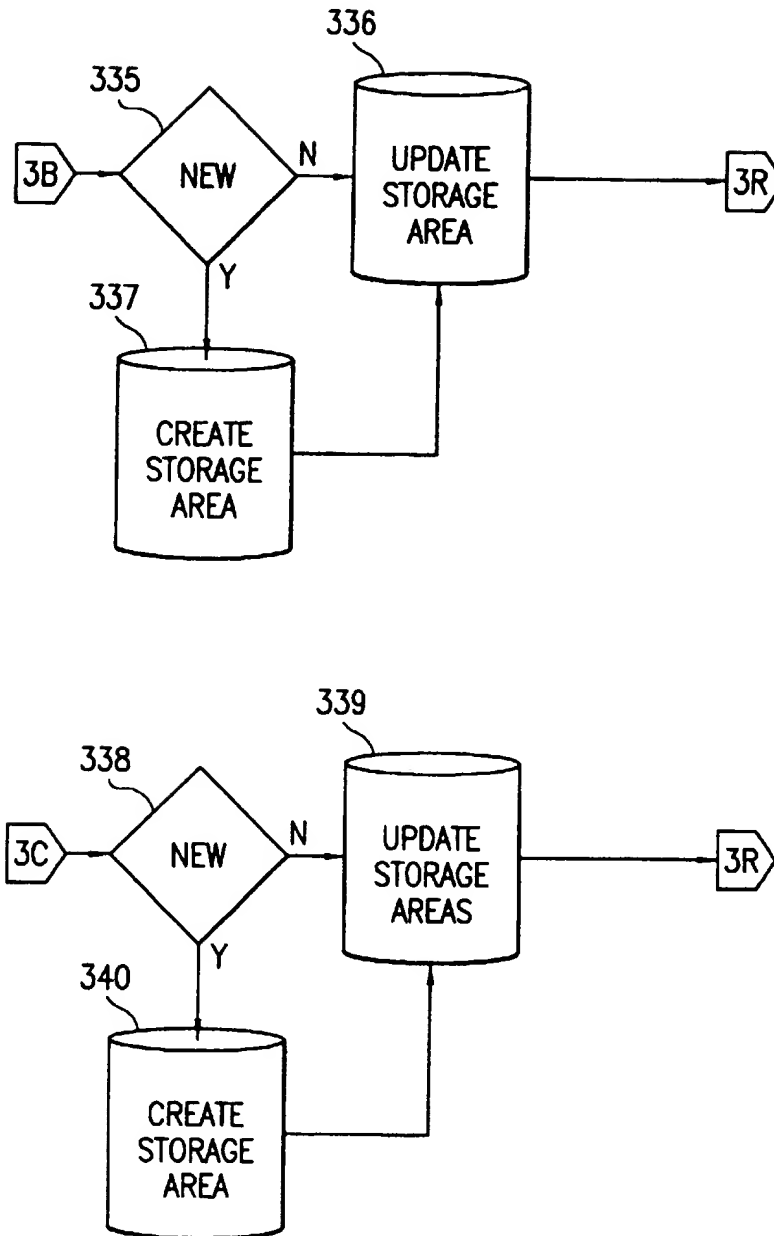 336
335
3B
NEW
N
UPDATE
STORAGE
AREA
3R
Y
337
CREATE
STORAGE
AREA
339
338
3C
NEW
N
UPDATE
STORAGE
AREAS
3R
Y
340
CREATE
STORAGE
AREA